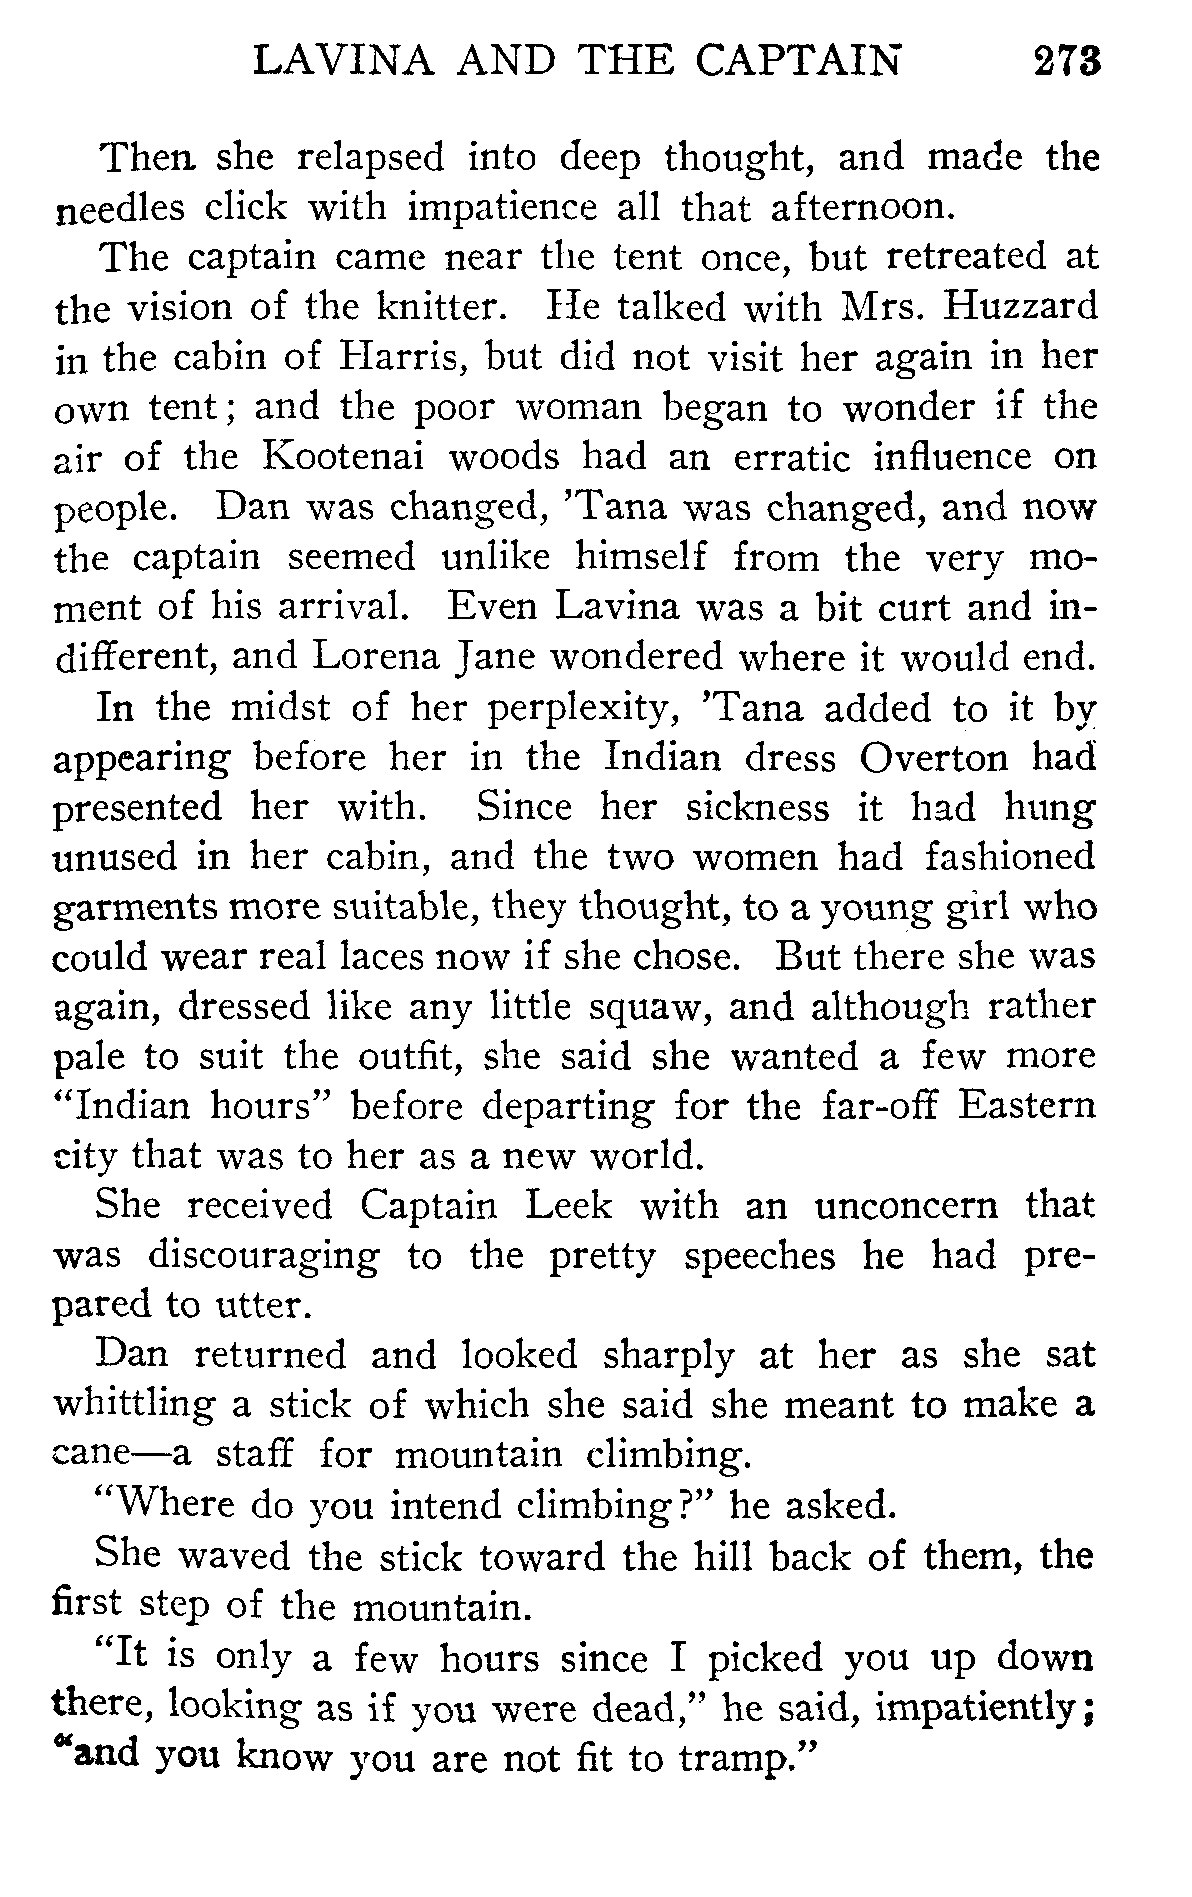 LAVINA AND THE CAPTAIN 273
Then she relapsed into deep thought, and made the
needles click with impatience all that afternoon.
The captain came near the tent once, but retreated at
the vision of the knitter. He talked with Mrs. Huzzard
in the cabin of Harris, but did not visit her again in her
own tent; and the poor woman began to wonder if the
air of the Kootenai woods had an erratic influence on
people. Dan was changed, ’Tana was changed, and now
the captain seemed unlike himself from the very mo-
ment of his arrival. Even Lavina was a bit curt and in-
different, and Lorena Jane wondered where it would end.
In the midst of her perplexity, ’Tana added to it by
appearing before her in the Indian dress Overton had
presented her with. Since her sickness it had hung
unused in her cabin, and the two women had fashioned
garments more suitable, they thought, to a young girl who
could wear real laces now if she chose. But there she was
again, dressed like any little squaw, and although rather
pale to suit the outfit, she said she wanted a few more
“Indian hours” before departing for the far-off Eastern
city that was to her as a new world.
She received Captain Leek with an unconcern that
was discouraging to the pretty speeches he had pre-
pared to utter.
Dan returned and looked sharply at her as she sat
whittling a stick of which she said she meant to make a
cane—a staff for mountain climbing.
“Where do you intend climbing?” he asked.
She waved the stick toward the hill back of them, the
first step of the mountain.
“It is only a few hours since I picked you up down
there, looking as if you were dead,” he said, impatiently;
“and you know you are not fit to tramp.”